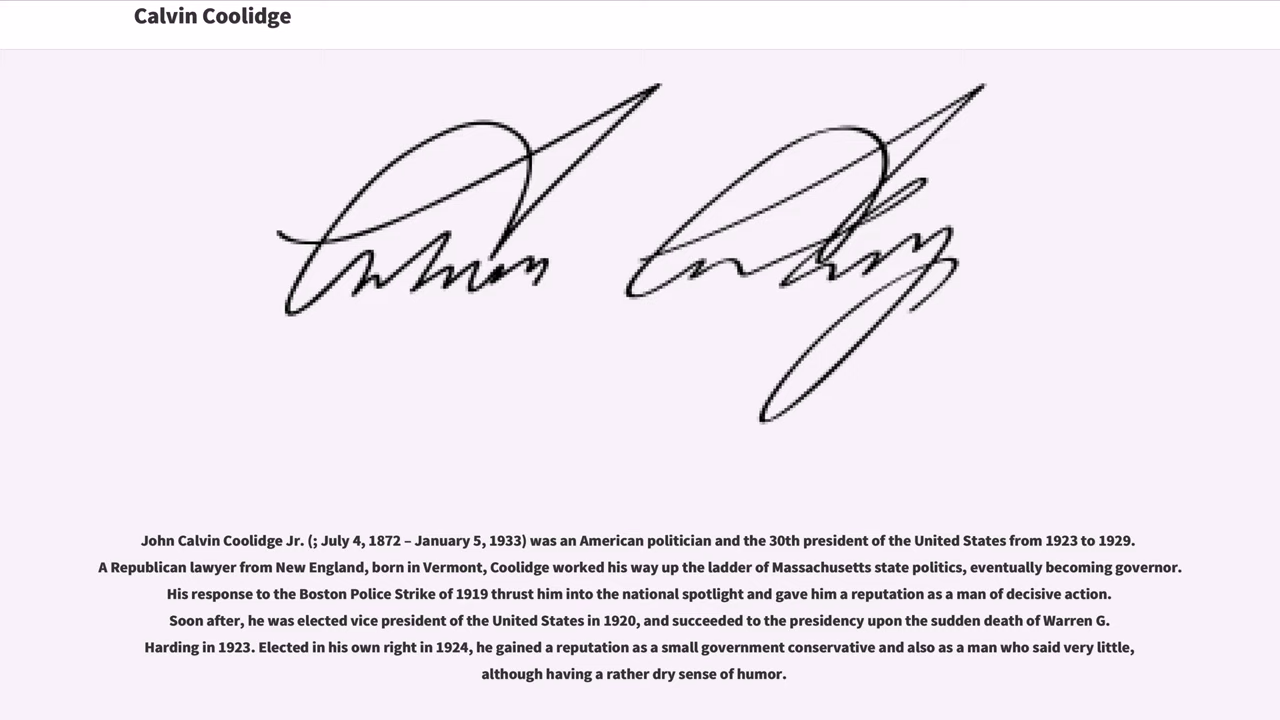 Calvin Coolidge
Calvin Coolidge
John Calvin Coolidge Jr. (; July 4, 1872 – January 5, 1933) was an American politician and the 30th president of the United States from 1923 to 1929.
A Republican lawyer from New England, born in Vermont, Coolidge worked his way up the ladder of Massachusetts state politics, eventually becoming governor.
His response to the Boston Police Strike of 1919 thrust him into the national spotlight and gave him a reputation as a man of decisive action.
Soon after, he was elected vice president of the United States in 1920, and succeeded to the presidency upon the sudden death of Warren G.
Harding in 1923. Elected in his own right in 1924, he gained a reputation as a small government conservative and also as a man who said very little,
although having a rather dry sense of humor.